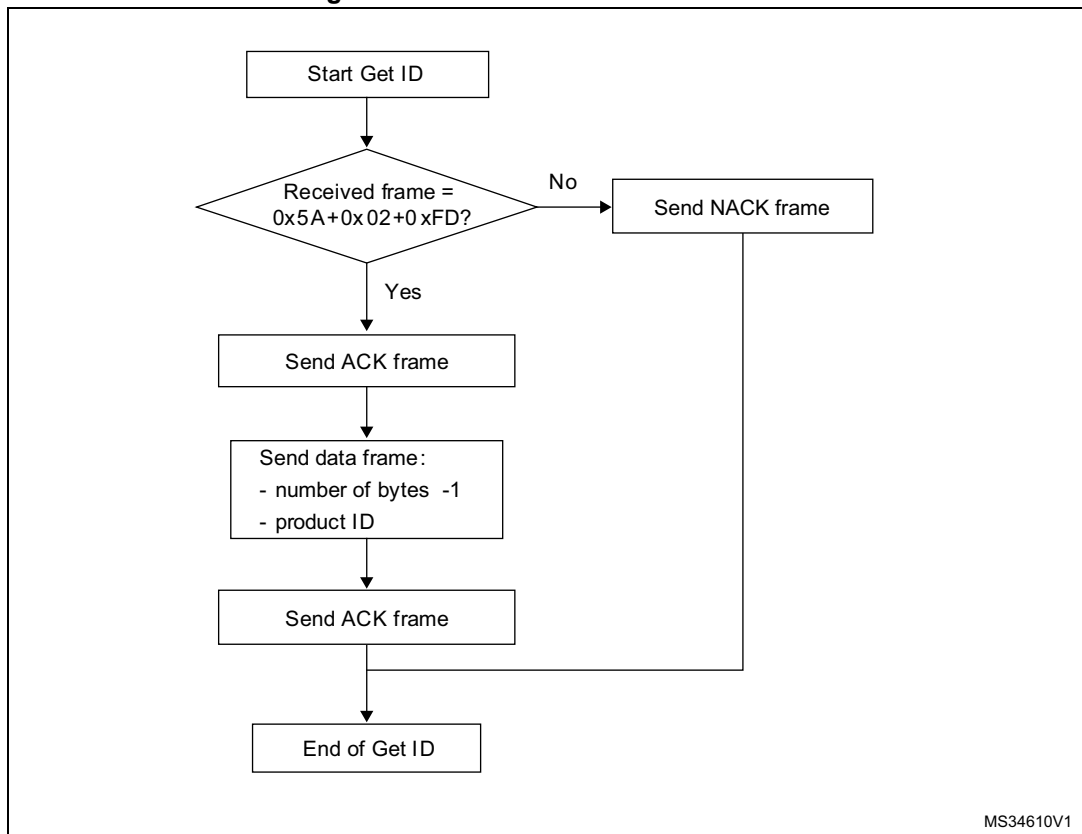 Start Get ID
Received frame =
0x5A+0x02+0xFD?
No
Send NACK frame
Yes
Send ACK frame
Send data frame:
- number of bytes -1
- product ID
Send ACK frame
End of Get ID
MS34610V1